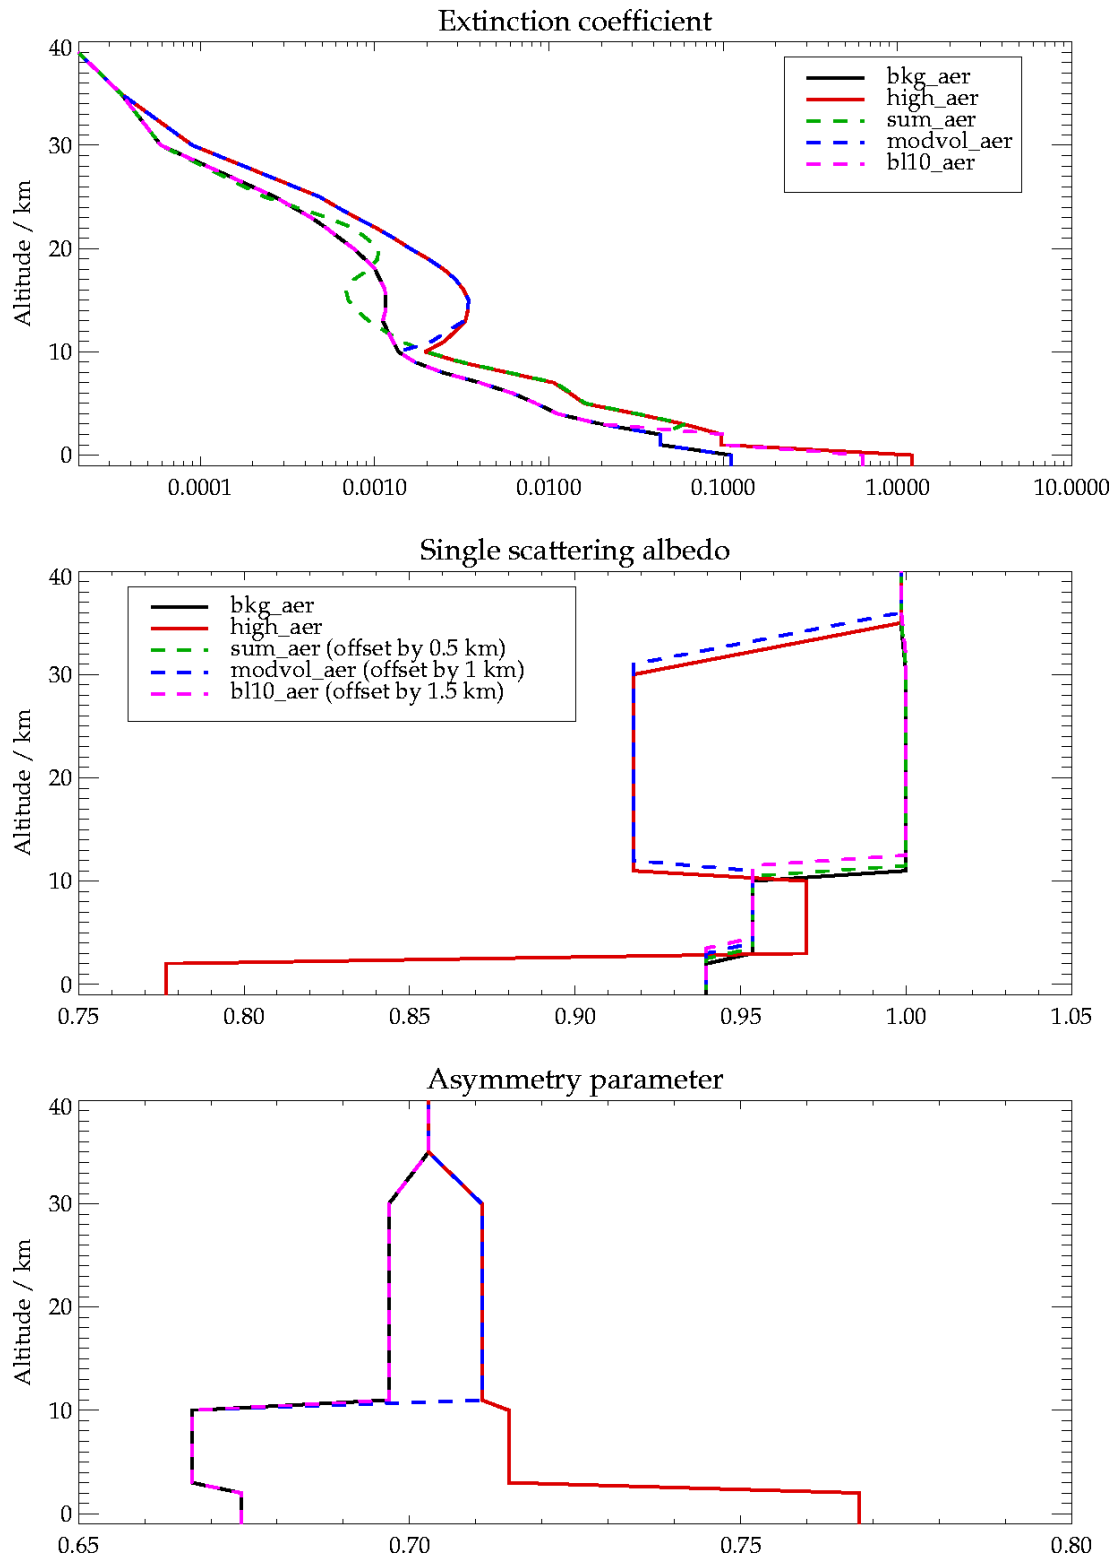 Extinction coefficient
40
30
20
10
0
Altitude / km
bkg_aer
high_aer
sum_aer
modvol_aer
bl10_aer
0.0001 0.0010 0.0100 0.1000 1.0000 10.0000
Single scattering albedo
40
30
20
10
0
Altitude / km
bkg_aer
high_aer
sum_aer (offset by 0.5 km)
modvol_aer (offset by 1 km)
bl10_aer (offset by 1.5 km)
0.75 0.80 0.85 0.90 0.95 1.00 1.05
Asymmetry parameter
40
30
20
10
0
Altitude / km
0.65 0.70 0.75 0.80